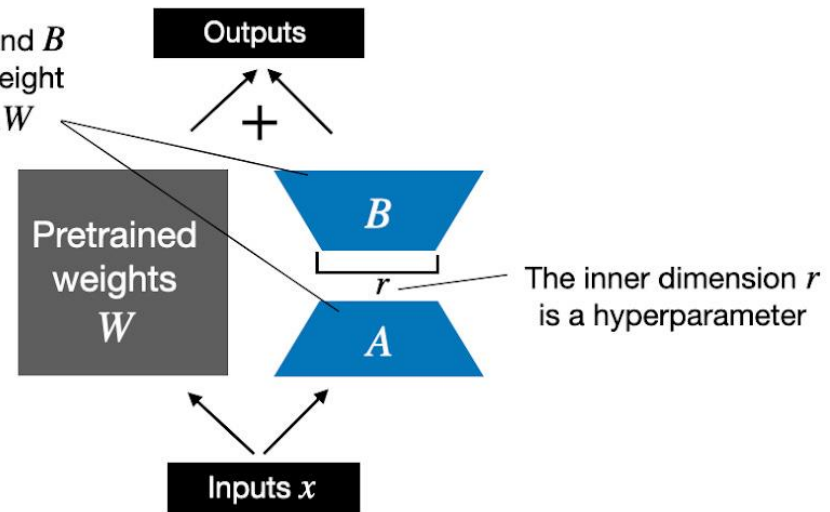 Outputs
nd B
eight
W
+
Pretrained
weights
W
B
r
The inner dimension r
is a hyperparameter
A
Inputs x